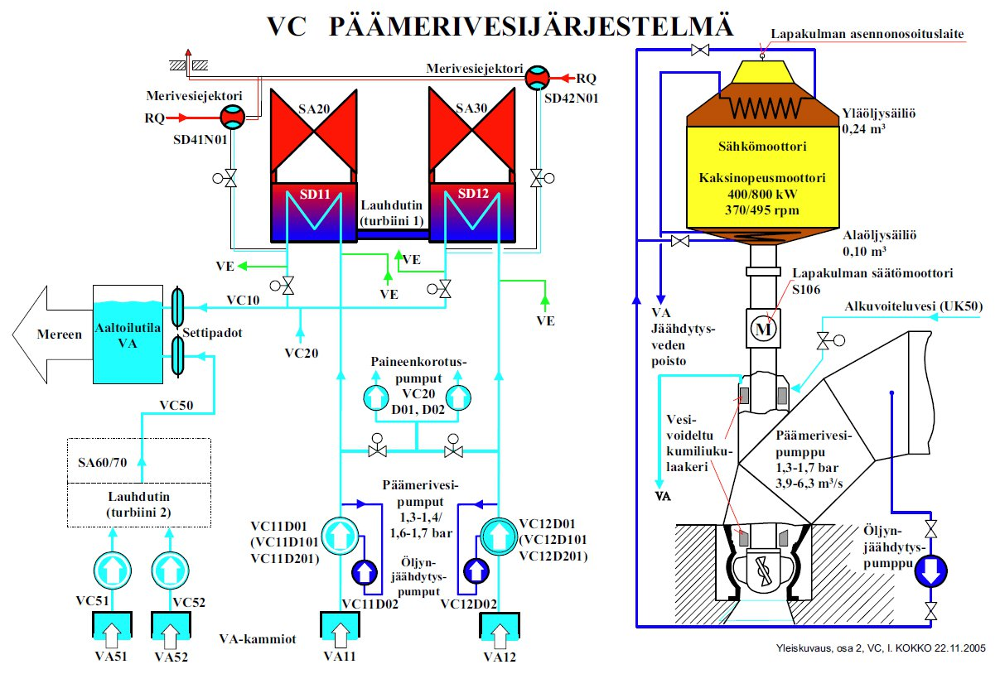 VC PÄÄMERIVESIJÄRJESTELMÄ
Merivesiejektori
RQ
SD42N01
Merivesiejektori
RQ
SD41N01
SA20
SA30
SD11
SD12
Lauhdutin
(turbiini 1)
VE
VE
VE
VE
VC10
VC20
Mereen
Aaltoilutila
VA
Settipadot
VC50
Paineenkorotus-
pumput
VC20
D01, D02
SA60/70
Lauhdutin
(turbiini 2)
Päämerivesi-
pumput
1,3-1,4/
1,6-1,7 bar
VC11D01
(VC11D101
VC11D201)
VC12D01
(VC12D101
VC12D201)
Öljyn-
jäähdytys-
pumput
VC11D02
VC12D02
VC51
VC52
VA-kammiot
VA51
VA52
VA11
VA12
Lapakulman asennonosoituslaite
Yläöljysäiliö
0,24 m³
Sähkömoottori
Kaksinopeusmoottori
400/800 kW
370/495 rpm
Alaöljysäiliö
0,10 m³
Lapakulman säätömoottori
S106
M
Alkuvoiteluvesi (UK50)
VA
Jäähdytys-
veden
poisto
Vesi-
voideltu
kumiliuku-
laakeri
VA
Päämerivesi-
pumppu
1,3-1,7 bar
3,9-6,3 m³/s
Öljyn-
jäähdytys-
pumppu
Yleiskuvaus, osa 2, VC, I. KOKKO 22.11.2005